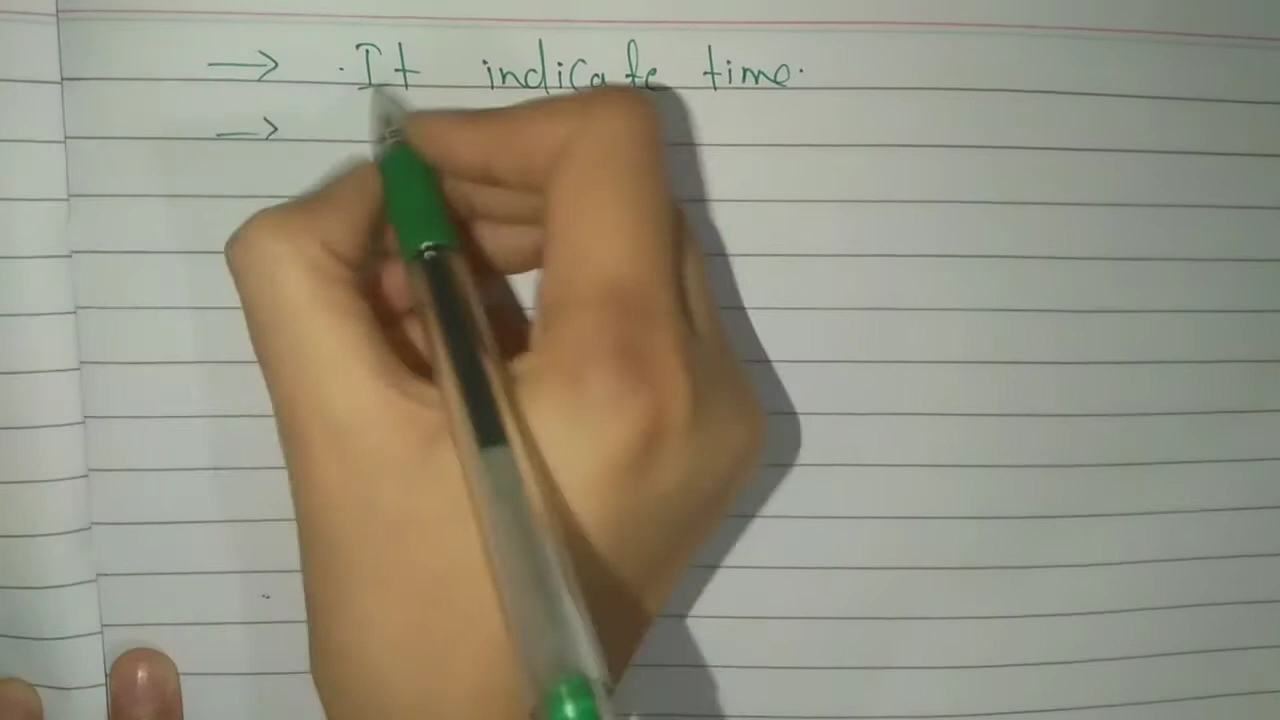 → It indicate time.
→